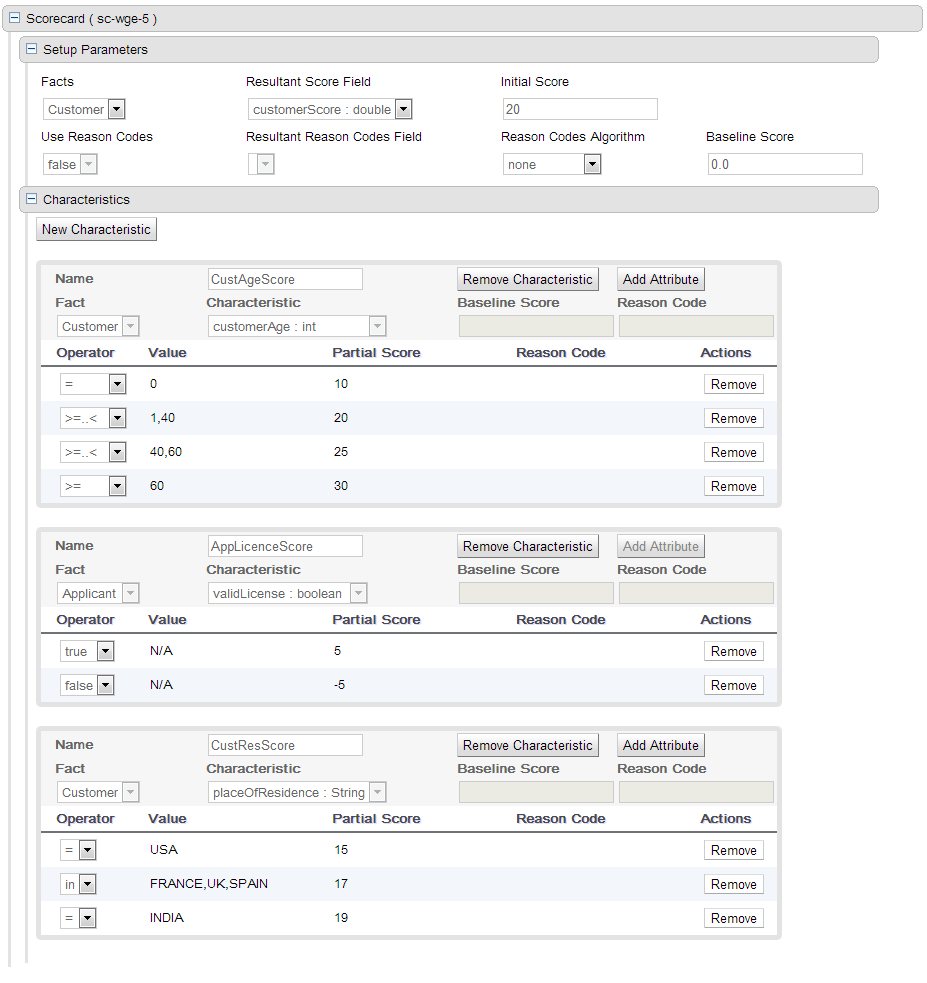 Scorecard ( sc-wge-5 )
Setup Parameters
Facts Resultant Score Field Initial Score
Customer customerScore : double 20
Use Reason Codes Resultant Reason Codes Field Reason Codes Algorithm Baseline Score
false none 0.0
Characteristics
New Characteristic
Name CustAgeScore Remove Characteristic Add Attribute
Fact Characteristic Baseline Score Reason Code
Customer customerAge : int
Operator Value Partial Score Reason Code Actions
= 0 10 Remove
>=..< 1,40 20 Remove
>=..< 40,60 25 Remove
>= 60 30 Remove
Name AppLicenceScore Remove Characteristic Add Attribute
Fact Characteristic Baseline Score Reason Code
Applicant validLicense : boolean
Operator Value Partial Score Reason Code Actions
true N/A 5 Remove
false N/A -5 Remove
Name CustResScore Remove Characteristic Add Attribute
Fact Characteristic Baseline Score Reason Code
Customer placeOfResidence : String
Operator Value Partial Score Reason Code Actions
= USA 15 Remove
in FRANCE,UK,SPAIN 17 Remove
= INDIA 19 Remove